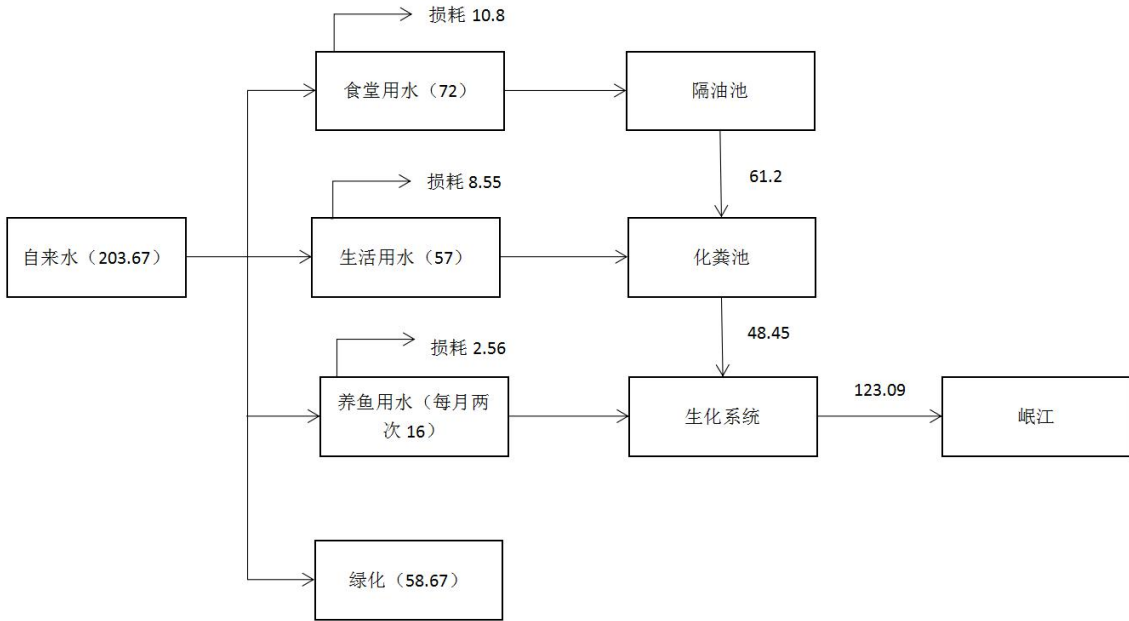 损耗 10.8
食堂用水（72）
隔油池
61.2
损耗 8.55
自来水（203.67）
生活用水（57）
化粪池
48.45
损耗 2.56
养鱼用水（每月两
次 16）
生化系统
123.09
岷江
绿化（58.67）